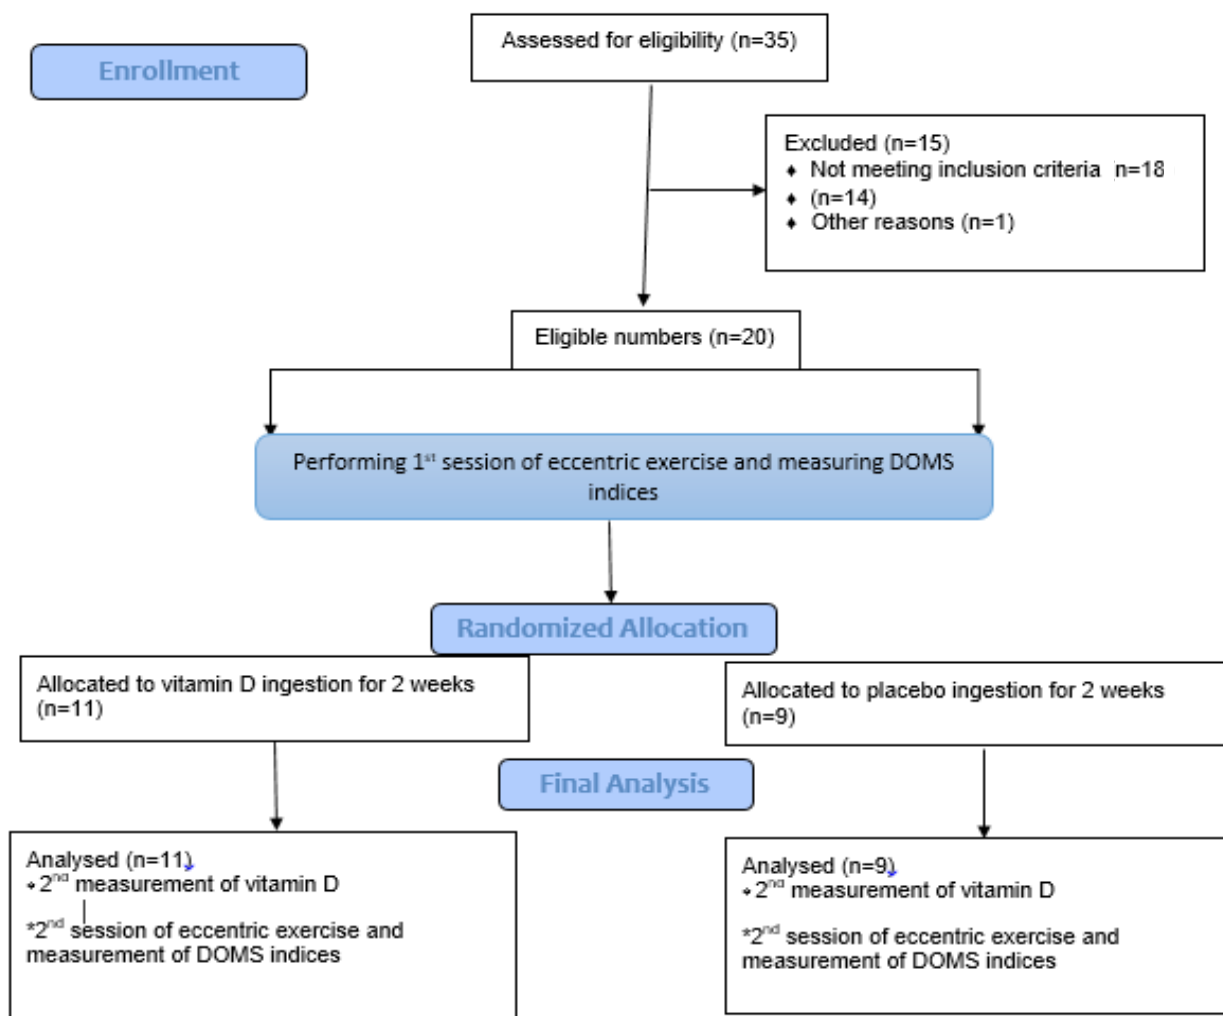 Assessed for eligibility (n=35)
Enrollment
Excluded (n=15)
♦ Not meeting inclusion criteria n=18
♦ (n=14)
♦ Other reasons (n=1)
Eligible numbers (n=20)
Performing 1st session of eccentric exercise and measuring DOMS
indices
Randomized Allocation
Allocated to vitamin D ingestion for 2 weeks
(n=11)
Allocated to placebo ingestion for 2 weeks
(n=9)
Final Analysis
Analysed (n=11)
♦2nd measurement of vitamin D
*2nd session of eccentric exercise and
measurement of DOMS indices
Analysed (n=9)
♦2nd measurement of vitamin D
*2nd session of eccentric exercise and
measurement of DOMS indices